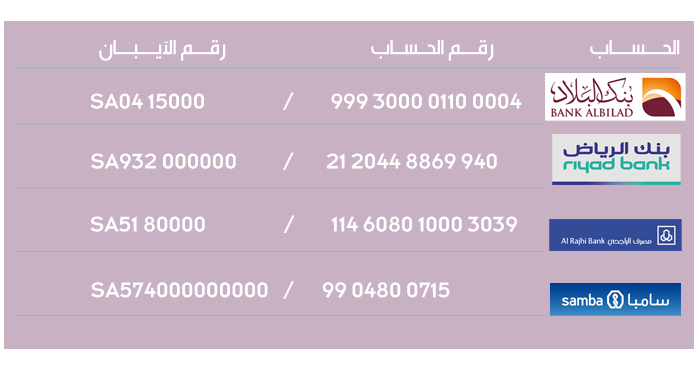 الحـــســـاب رقـــم الـحـســـاب رقـــم الآيـــبـــان
بنك البلاد
BANK ALBILAD
999 3000 0110 0004 / SA04 15000
بنك الرياض
riyad bank
21 2044 8869 940 / SA932 000000
مصرف الراجحي Al Rajhi Bank
114 6080 1000 3039 / SA51 80000
سامبا samba
99 0480 0715 / SA574000000000